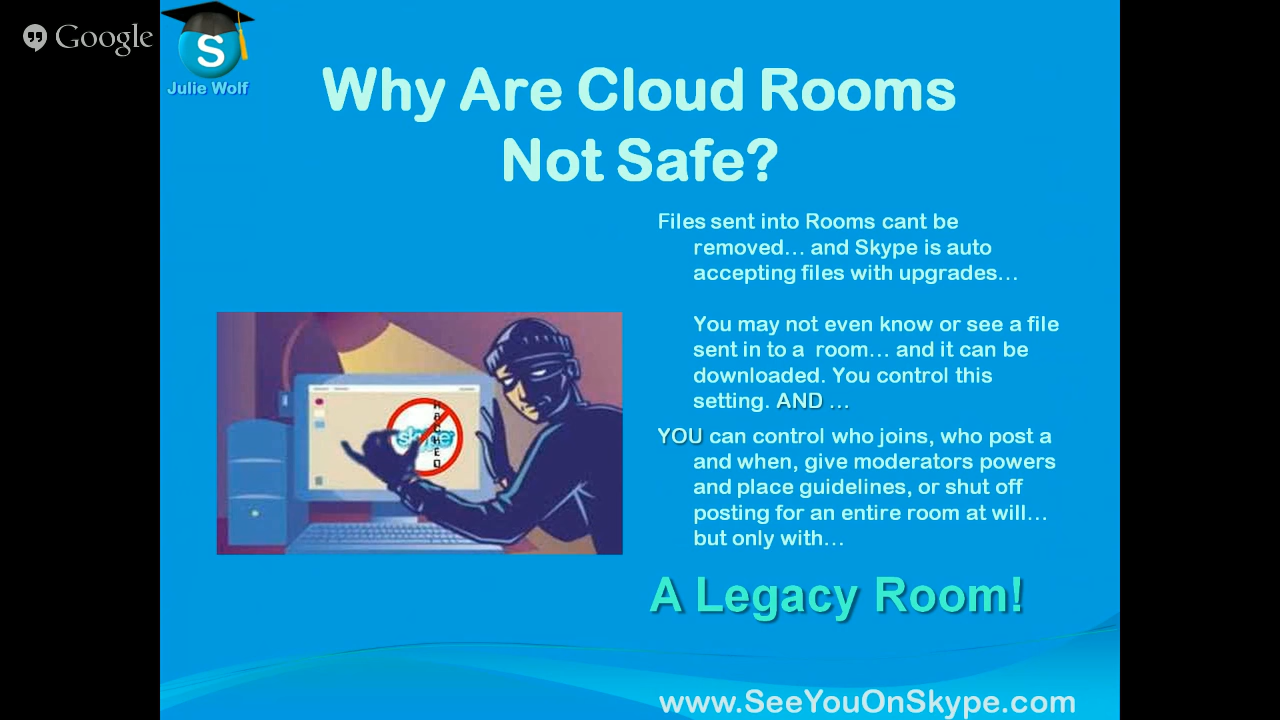 Google
S
Julie Wolf
Why Are Cloud Rooms
Not Safe?
Files sent into Rooms cant be
removed... and Skype is auto
accepting files with upgrades...
You may not even know or see a file
sent in to a room... and it can be
downloaded. You control this
setting. AND ...
YOU can control who joins, who post a
and when, give moderators powers
and place guidelines, or shut off
posting for an entire room at will...
but only with...
A Legacy Room!
skype
HACKED
www.SeeYouOnSkype.com